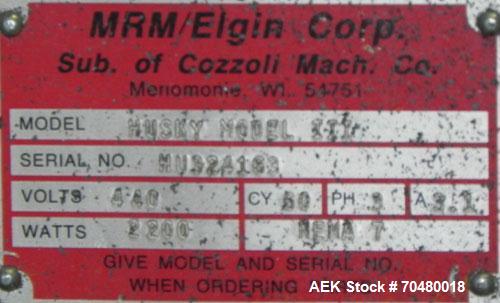 MRM/Elgin Corp.
Sub. of Cozzoli Mach. Co.
Menomonie, WI. 54751
MODEL HUSKY MODEL III
SERIAL NO. MUS24169
VOLTS 440 CY 60 PH 3 A 3.1
WATTS 2200 NEMA 7
GIVE MODEL AND SERIAL NO.
WHEN ORDERING
AEK Stock # 70480018